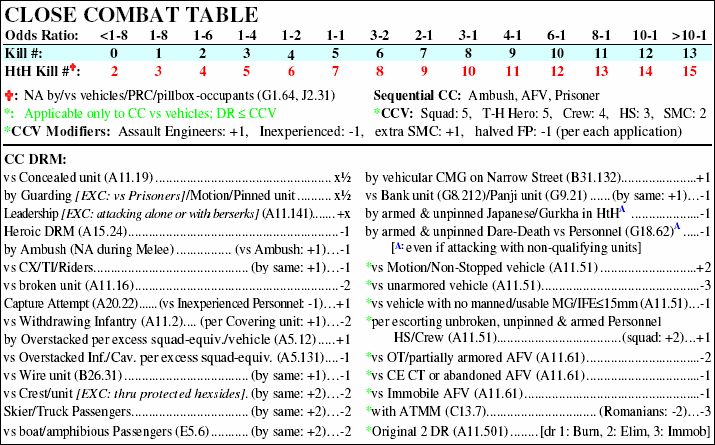 CLOSE COMBAT TABLE
Odds Ratio: <1-8 1-8 1-6 1-4 1-2 1-1 3-2 2-1 3-1 4-1 6-1 8-1 10-1 >10-1
Kill #: 0 1 2 3 4 5 6 7 8 9 10 11 12 13
HtH Kill #✟: 2 3 4 5 6 7 8 9 10 11 12 13 14 15
✟: NA by/vs vehicles/PRC/pillbox-occupants (G1.64, J2.31)
Sequential CC: Ambush, AFV, Prisoner
*: Applicable only to CC vs vehicles; DR ≤ CCV
*CCV: Squad: 5, T-H Hero: 5, Crew: 4, HS: 3, SMC: 2
*CCV Modifiers: Assault Engineers: +1, Inexperienced: -1, extra SMC: +1, halved FP: -1 (per each application)
CC DRM:
vs Concealed unit (A11.19) ................ x½
by Guarding [EXC: vs Prisoners]/Motion/Pinned unit .......... x½
Leadership [EXC: attacking alone or with berserks] (A11.141)....... +x
Heroic DRM (A15.24) ................ -1
by Ambush (NA during Melee) ................ (vs Ambush: +1)...-1
vs CX/TI/Riders................ (by same: +1)...-1
vs broken unit (A11.16) ................ -2
Capture Attempt (A20.22)...... (vs Inexperienced Personnel: -1)...+1
vs Withdrawing Infantry (A11.2).... (per Covering unit: +1)...-2
by Overstacked per excess squad-equiv./vehicle (A5.12) ..... +1
vs Overstacked Inf./Cav. per excess squad-equiv. (A5.131)..... -1
vs Wire unit (B26.31) ................ (by same: +1)...-1
vs Crest/unit [EXC: thru protected hexsides]. (by same: +2)...-2
Skier/Truck Passengers................ (by same: +2)...-2
vs boat/amphibious Passengers (E5.6) ......... (by same: +2)...-2
by vehicular CMG on Narrow Street (B31.132)................+1
vs Bank unit (G8.212)/Panji unit (G9.21) ...... (by same: +1)...-1
by armed & unpinned Japanese/Gurkha in HtHA ................ -1
by armed & unpinned Dare-Death vs Personnel (G18.62)A ..... -1
[A: even if attacking with non-qualifying units]
*vs Motion/Non-Stopped vehicle (A11.51) ................+2
*vs unarmored vehicle (A11.51) ................ -3
*vs vehicle with no manned/usable MG/IFE≤15mm (A11.51) ... -1
*per escorting unbroken, unpinned & armed Personnel
HS/Crew (A11.51) ................ (squad: +2)...+1
*vs OT/partially armored AFV (A11.61) ................ -2
*vs CE CT or abandoned AFV (A11.61) ................ -1
*vs Immobile AFV (A11.61) ................ -1
*with ATMM (C13.7)................ (Romanians: -2)...-3
*Original 2 DR (A11.501) ........ [dr 1: Burn, 2: Elim, 3: Immob]